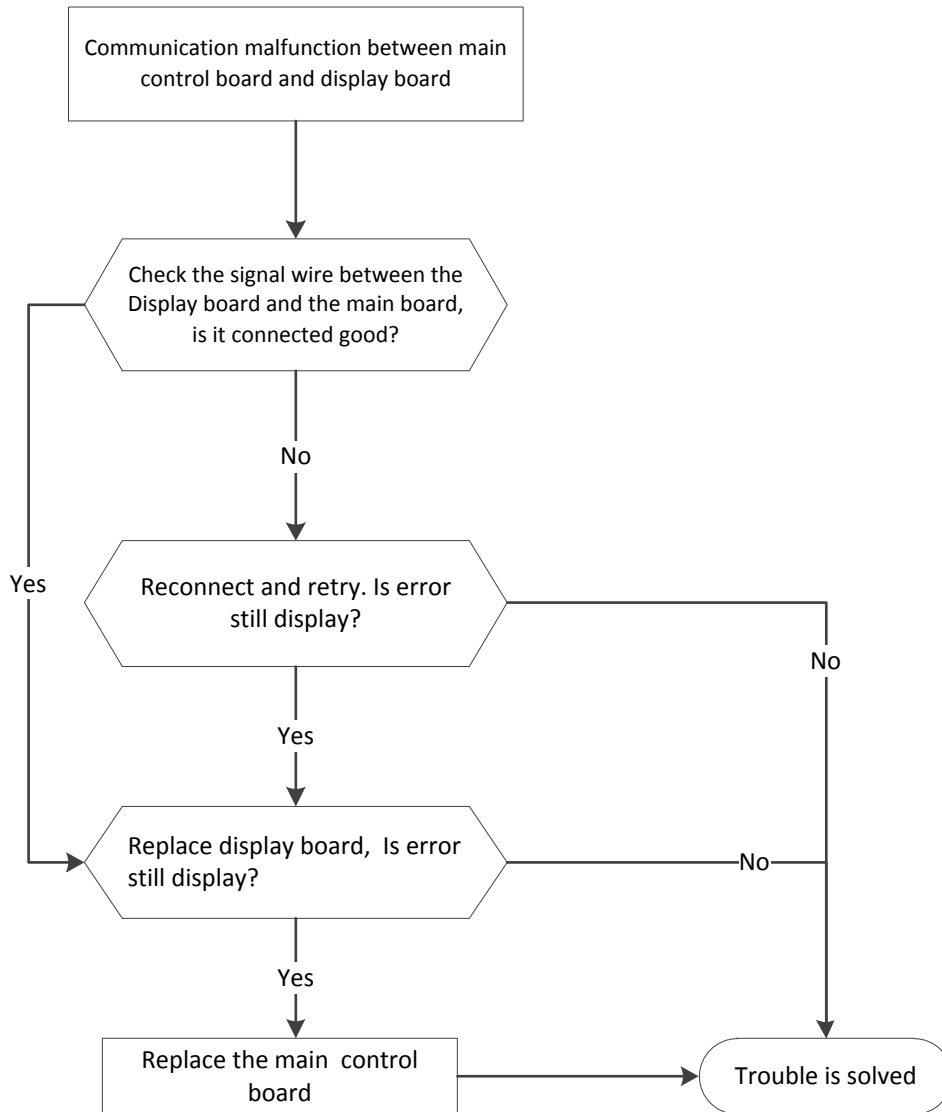 Communication malfunction between main
control board and display board
Check the signal wire between the
Display board and the main board,
is it connected good?
No
Yes
Reconnect and retry. Is error
still display?
No
Yes
Replace display board, Is error
still display?
No
Yes
Replace the main control
board
Trouble is solved